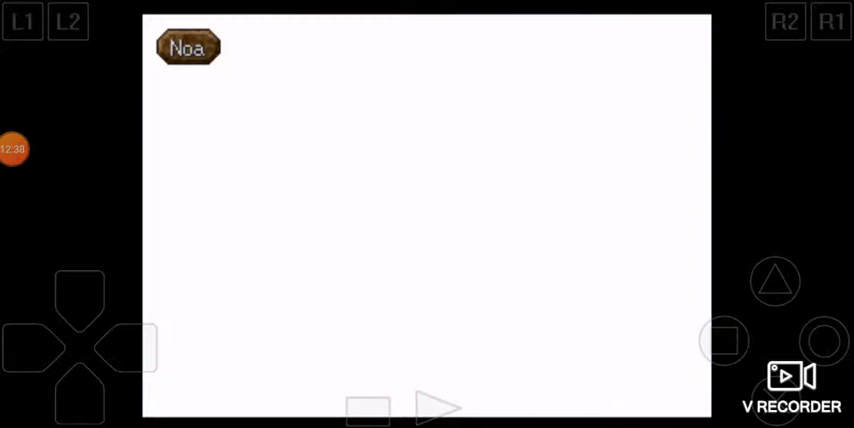 L1 L2
R2 R1
Noa
12:38
V RECORDER